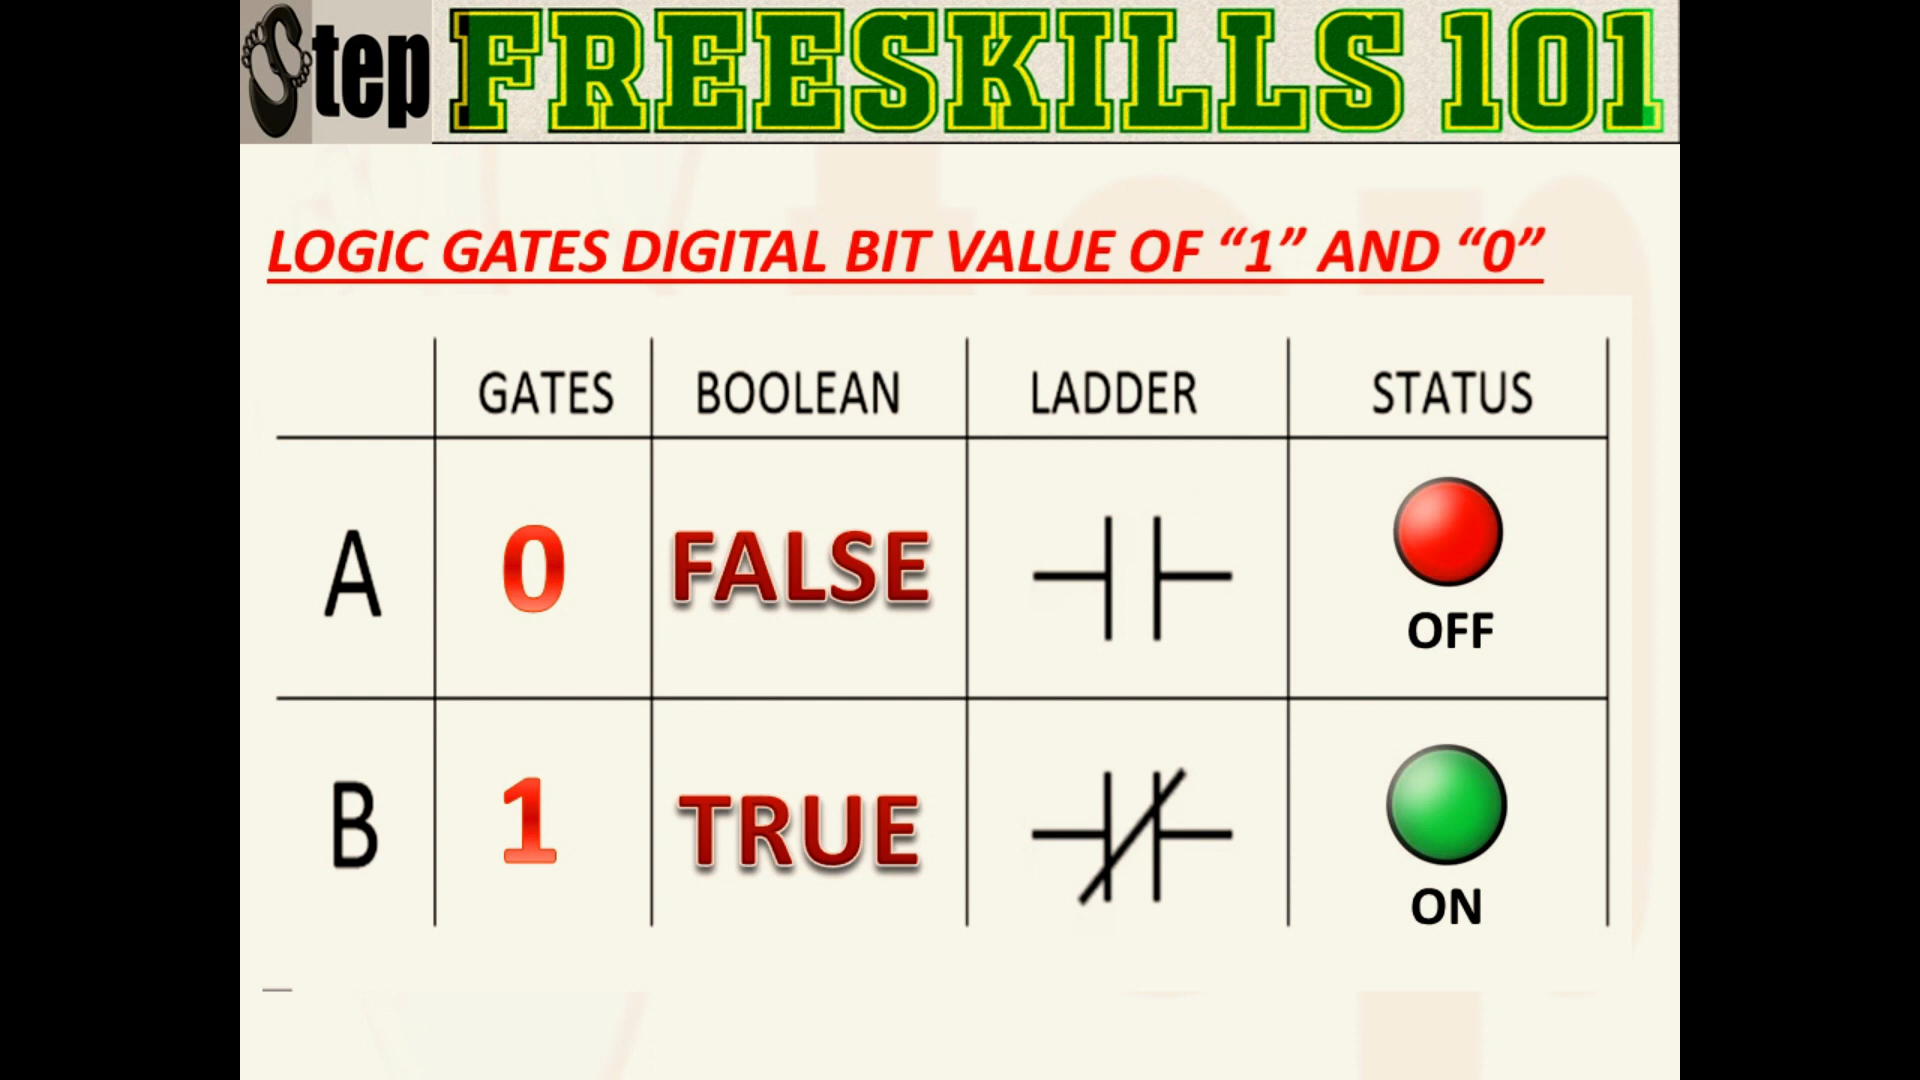 Step FREESKILLS 101
LOGIC GATES DIGITAL BIT VALUE OF “1” AND “0”
GATES BOOLEAN LADDER STATUS
A 0 FALSE OFF
B 1 TRUE ON